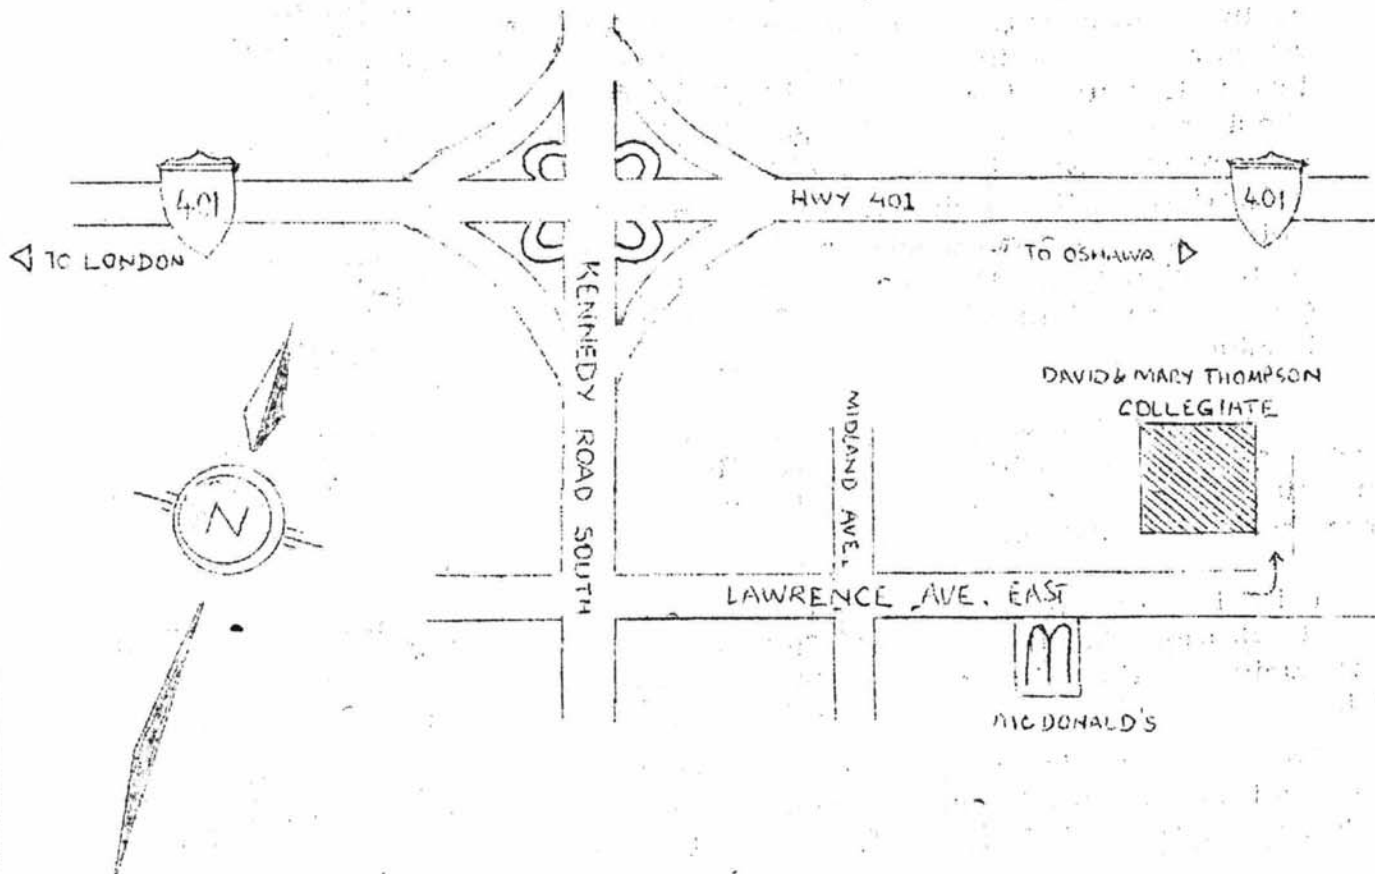 401
HWY 401
401
◁ TO LONDON
TO OSHAWA ▷
KENNEDY ROAD SOUTH
DAVID & MARY THOMPSON
COLLEGIATE
MIDLAND AVE.
N
LAWRENCE AVE. EAST
M
MCDONALD'S